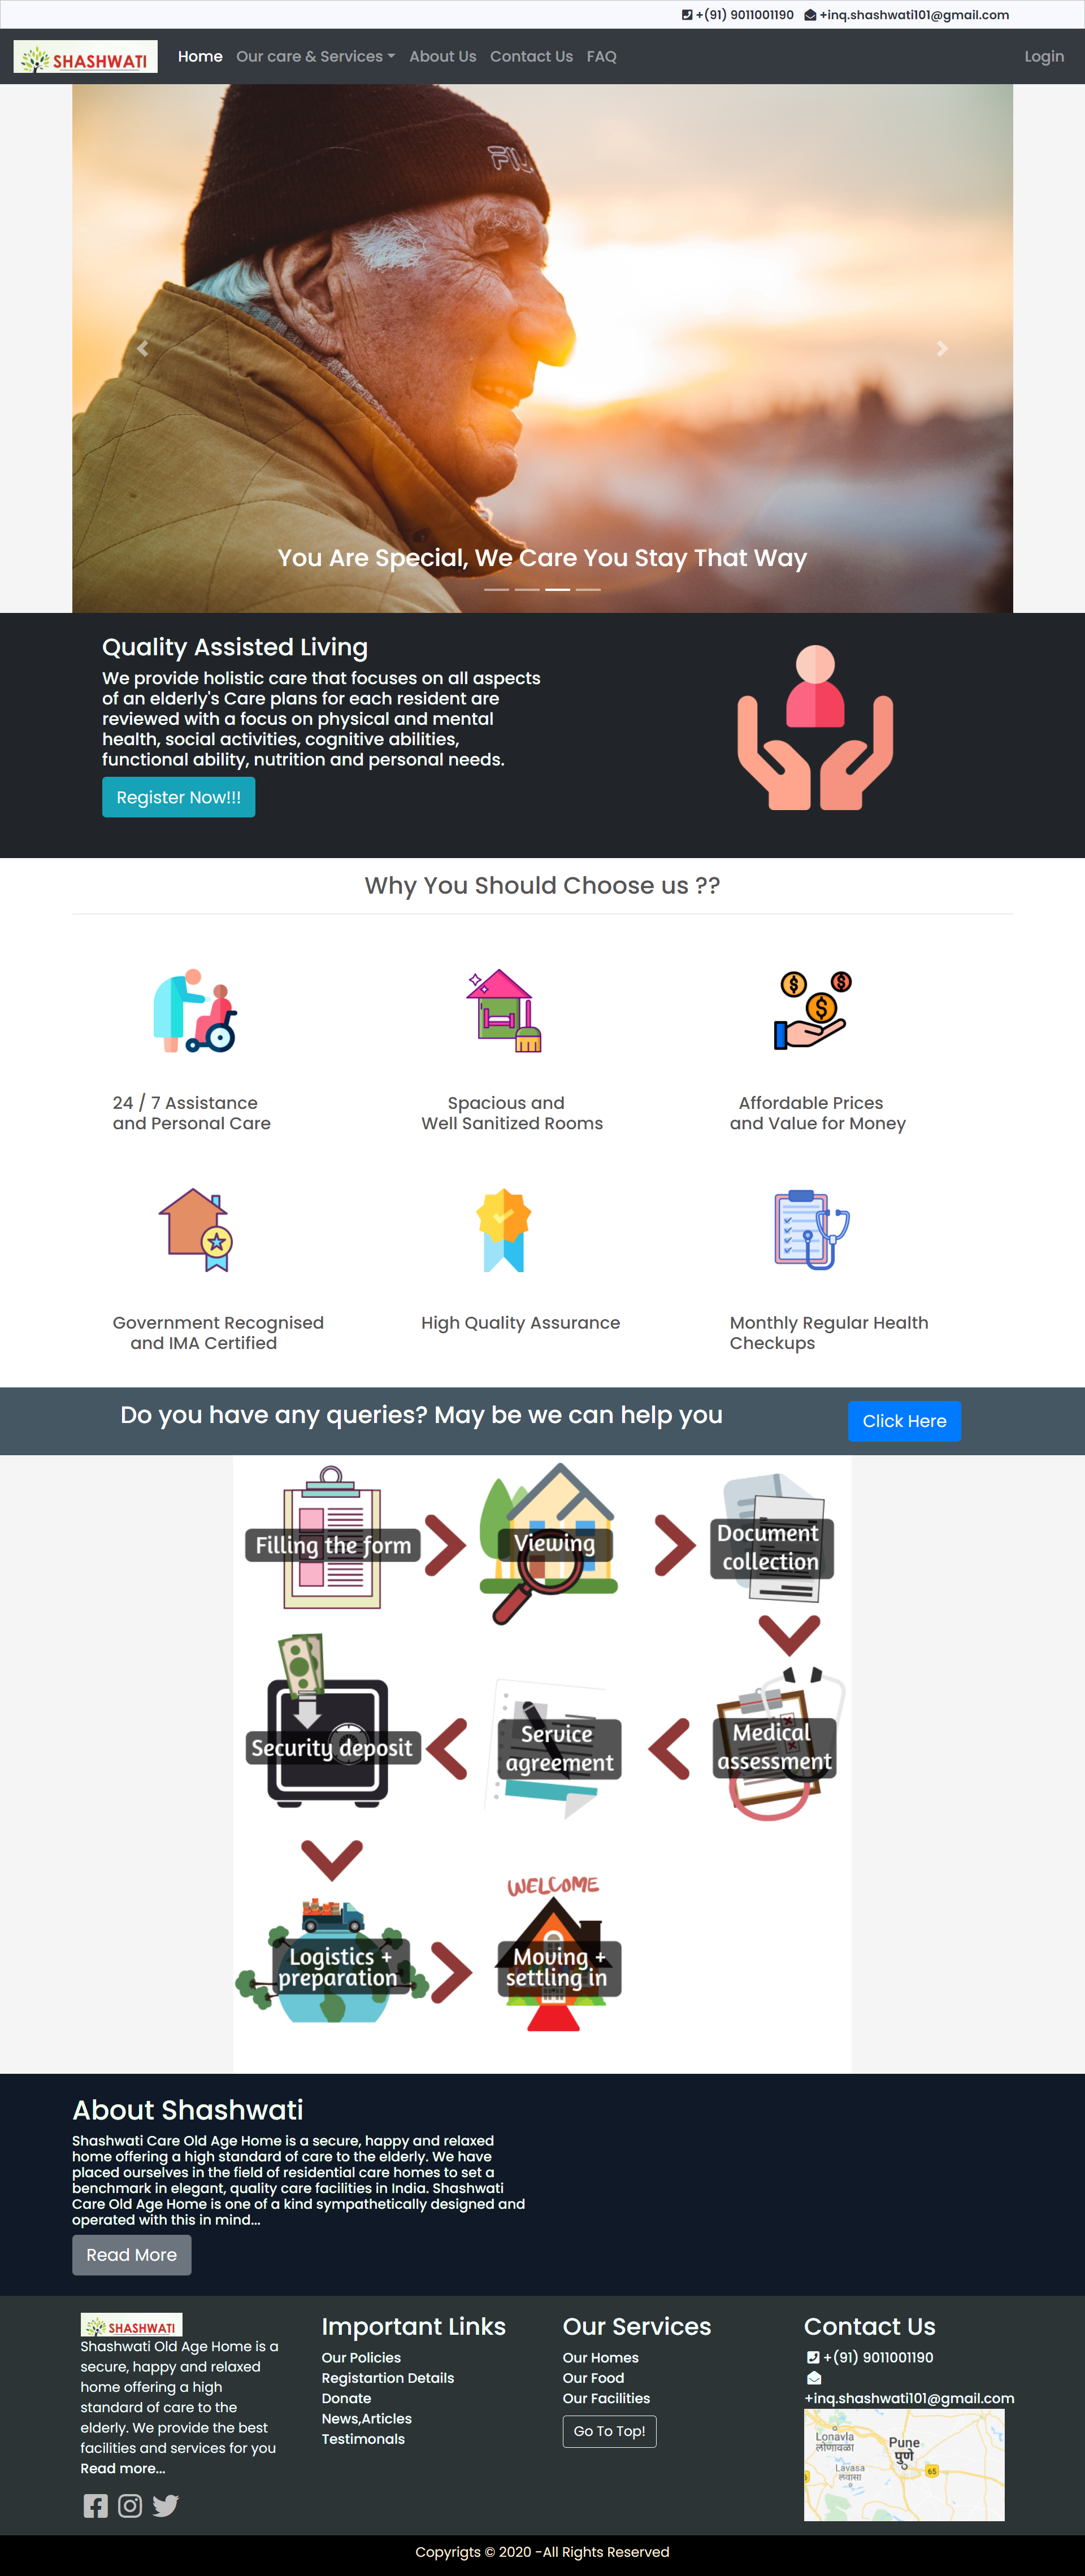 +(91) 9011001190 +inq.shashwati101@gmail.com
SHASHWATI Home Our care & Services About Us Contact Us FAQ Login
FILA
You Are Special, We Care You Stay That Way
Quality Assisted Living
We provide holistic care that focuses on all aspects
of an elderly's Care plans for each resident are
reviewed with a focus on physical and mental
health, social activities, cognitive abilities,
functional ability, nutrition and personal needs.
Register Now!!!
Why You Should Choose us ??
24 / 7 Assistance
and Personal Care
Spacious and
Well Sanitized Rooms
Affordable Prices
and Value for Money
Government Recognised
and IMA Certified
High Quality Assurance
Monthly Regular Health
Checkups
Do you have any queries? May be we can help you
Click Here
Filling the form
Viewing
Document
collection
Security deposit
Service
agreement
Medical
assessment
WELCOME
Logistics +
preparation
Moving +
settling in
About Shashwati
Shashwati Care Old Age Home is a secure, happy and relaxed
home offering a high standard of care to the elderly. We have
placed ourselves in the field of residential care homes to set a
benchmark in elegant, quality care facilities in India. Shashwati
Care Old Age Home is one of a kind sympathetically designed and
operated with this in mind...
Read More
SHASHWATI
Shashwati Old Age Home is a
secure, happy and relaxed
home offering a high
standard of care to the
elderly. We provide the best
facilities and services for you
Read more...
Important Links
Our Policies
Registartion Details
Donate
News,Articles
Testimonals
Our Services
Our Homes
Our Food
Our Facilities
Go To Top!
Contact Us
+(91) 9011001190
+inq.shashwati101@gmail.com
Lonavla
लोणावळा
Pune
पुणे
Lavasa
लवासा
65
Copyrigts © 2020 -All Rights Reserved